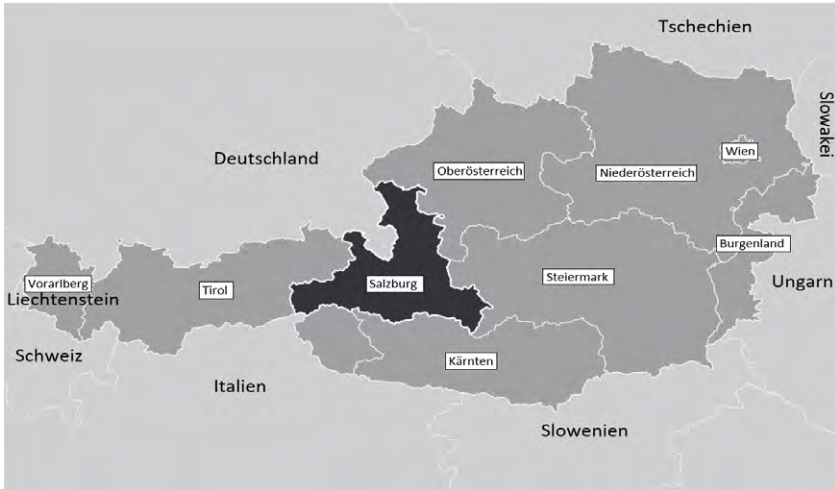 Tschechien
Slowakei
Deutschland
Oberösterreich
Niederösterreich
Wien
Vorarlberg
Liechtenstein
Tirol
Salzburg
Steiermark
Burgenland
Ungarn
Schweiz
Italien
Kärnten
Slowenien